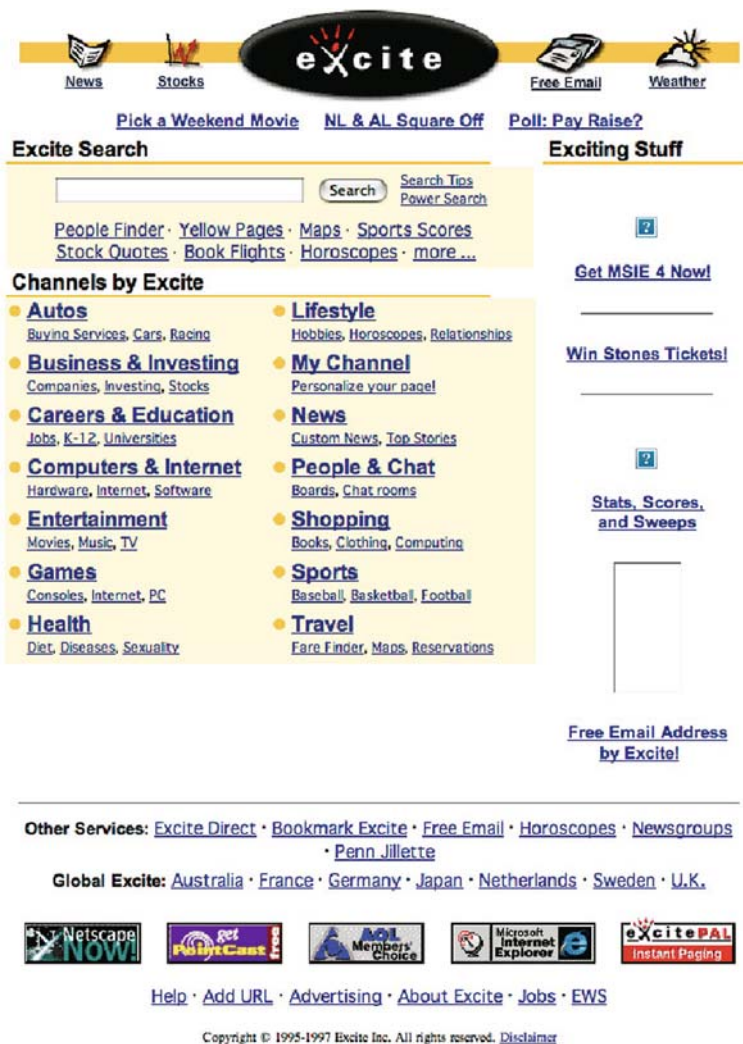 excite
News Stocks Free Email Weather
Pick a Weekend Movie NL & AL Square Off Poll: Pay Raise?
Excite Search
Search Search Tips
Power Search
People Finder · Yellow Pages · Maps · Sports Scores
Stock Quotes · Book Flights · Horoscopes · more ...
Channels by Excite
Autos
Buying Services, Cars, Racing
Business & Investing
Companies, Investing, Stocks
Careers & Education
Jobs, K-12, Universities
Computers & Internet
Hardware, Internet, Software
Entertainment
Movies, Music, TV
Games
Consoles, Internet, PC
Health
Diet, Diseases, Sexuality
Lifestyle
Hobbies, Horoscopes, Relationships
My Channel
Personalize your page!
News
Custom News, Top Stories
People & Chat
Boards, Chat rooms
Shopping
Books, Clothing, Computing
Sports
Baseball, Basketball, Football
Travel
Fare Finder, Maps, Reservations
Exciting Stuff
?
Get MSIE 4 Now!
Win Stones Tickets!
?
Stats, Scores,
and Sweeps
Free Email Address
by Excite!
Other Services: Excite Direct · Bookmark Excite · Free Email · Horoscopes · Newsgroups
· Penn Jillette
Global Excite: Australia · France · Germany · Japan · Netherlands · Sweden · U.K.
Netscape
NOW!
get
PointCast
free
AOL
Members'
Choice
Microsoft
Internet
Explorer
excite PAL
Instant Paging
Help · Add URL · Advertising · About Excite · Jobs · EWS
Copyright © 1995-1997 Excite Inc. All rights reserved. Disclaimer